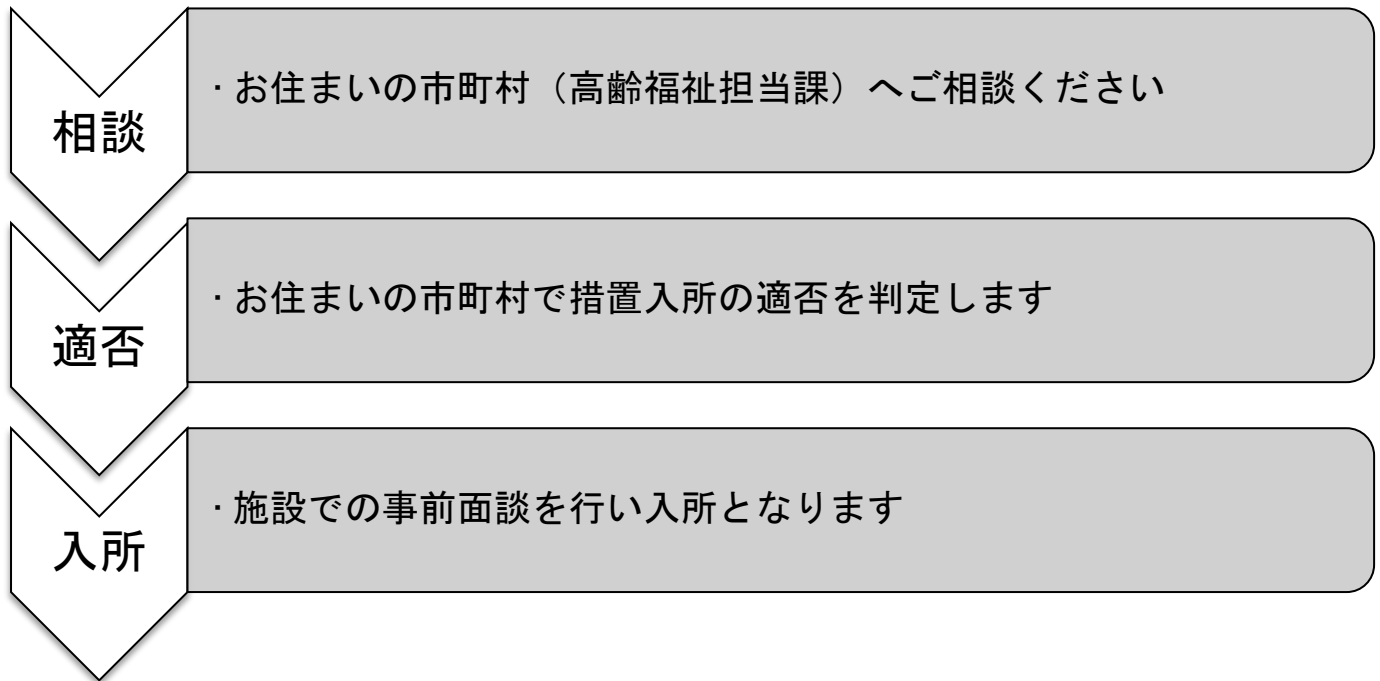 相談
・お住まいの市町村（高齢福祉担当課）へご相談ください
適否
・お住まいの市町村で措置入所の適否を判定します
入所
・施設での事前面談を行い入所となります